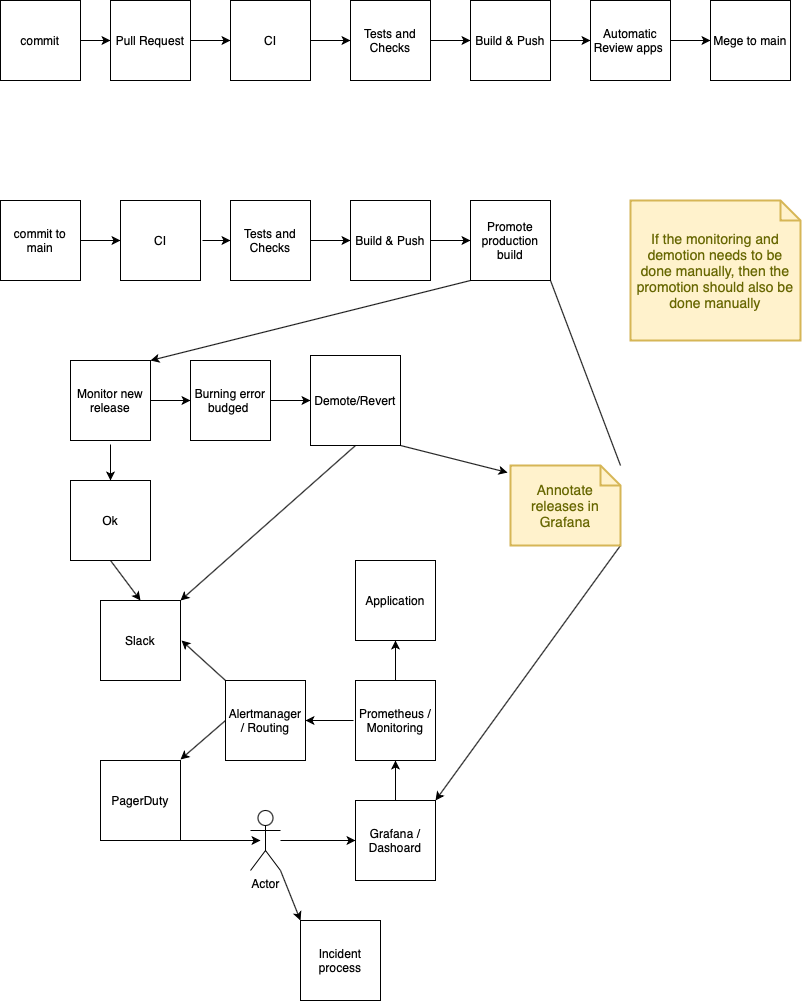 commit
Pull Request
CI
Tests and
Checks
Build & Push
Automatic
Review apps
Mege to main
commit to
main
CI
Tests and
Checks
Build & Push
Promote
production
build
If the monitoring and
demotion needs to be
done manually, then the
promotion should also be
done manually
Monitor new
release
Burning error
budged
Demote/Revert
Ok
Annotate
releases in
Grafana
Slack
Application
Alertmanager
/ Routing
Prometheus /
Monitoring
PagerDuty
Grafana /
Dashoard
Actor
Incident
process